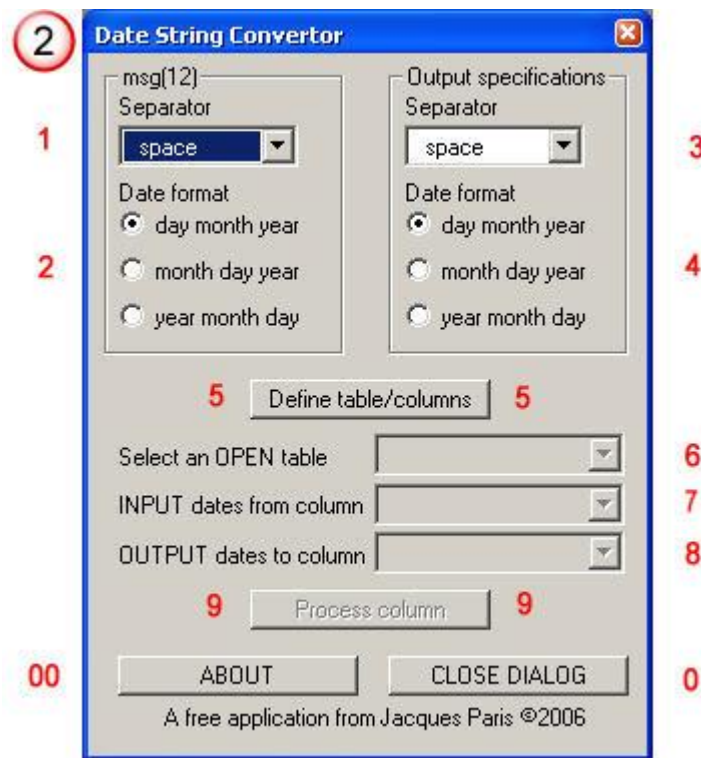 2 Date String Convertor
msg(12) Output specifications
Separator Separator
1 space space 3
Date format Date format
day month year day month year
2 month day year month day year 4
year month day year month day
5 Define table/columns 5
Select an OPEN table 6
INPUT dates from column 7
OUTPUT dates to column 8
9 Process column 9
00 ABOUT CLOSE DIALOG 0
A free application from Jacques Paris ©2006